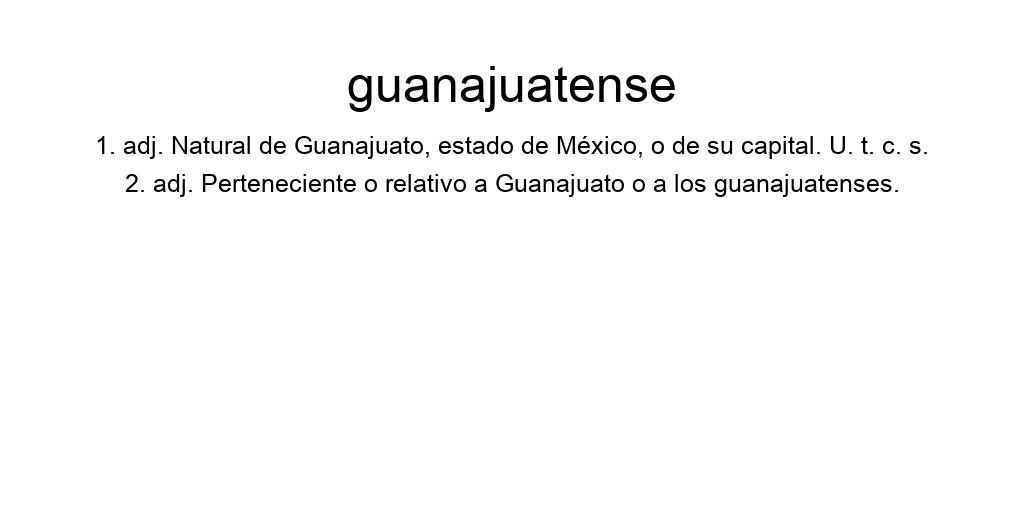 guanajuatense
1. adj. Natural de Guanajuato, estado de México, o de su capital. U. t. c. s.
2. adj. Perteneciente o relativo a Guanajuato o a los guanajuatenses.